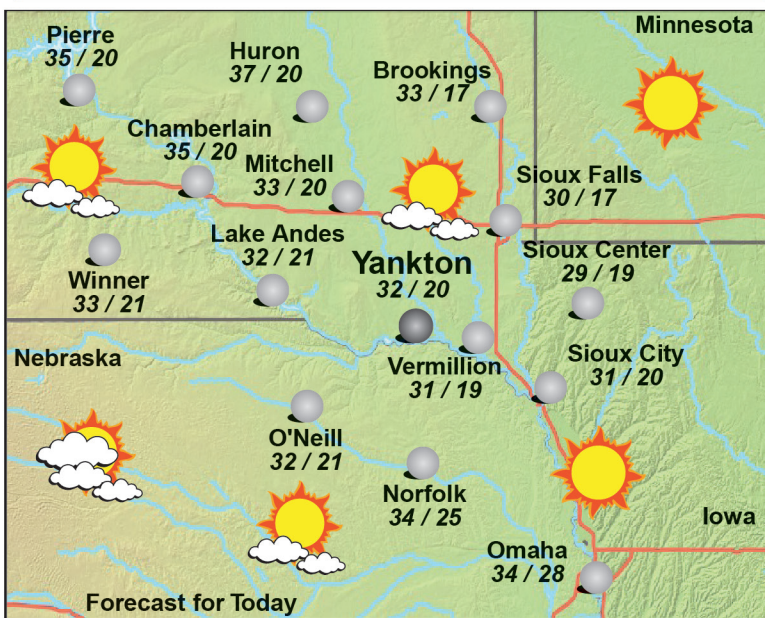 Minnesota
Pierre
35 / 20
Huron
37 / 20
Brookings
33 / 17
Chamberlain
35 / 20
Mitchell
33 / 20
Sioux Falls
30 / 17
Lake Andes
32 / 21
Yankton
32 / 20
Sioux Center
29 / 19
Winner
33 / 21
Nebraska
Vermillion
31 / 19
Sioux City
31 / 20
O'Neill
32 / 21
Norfolk
34 / 25
Iowa
Omaha
34 / 28
Forecast for Today